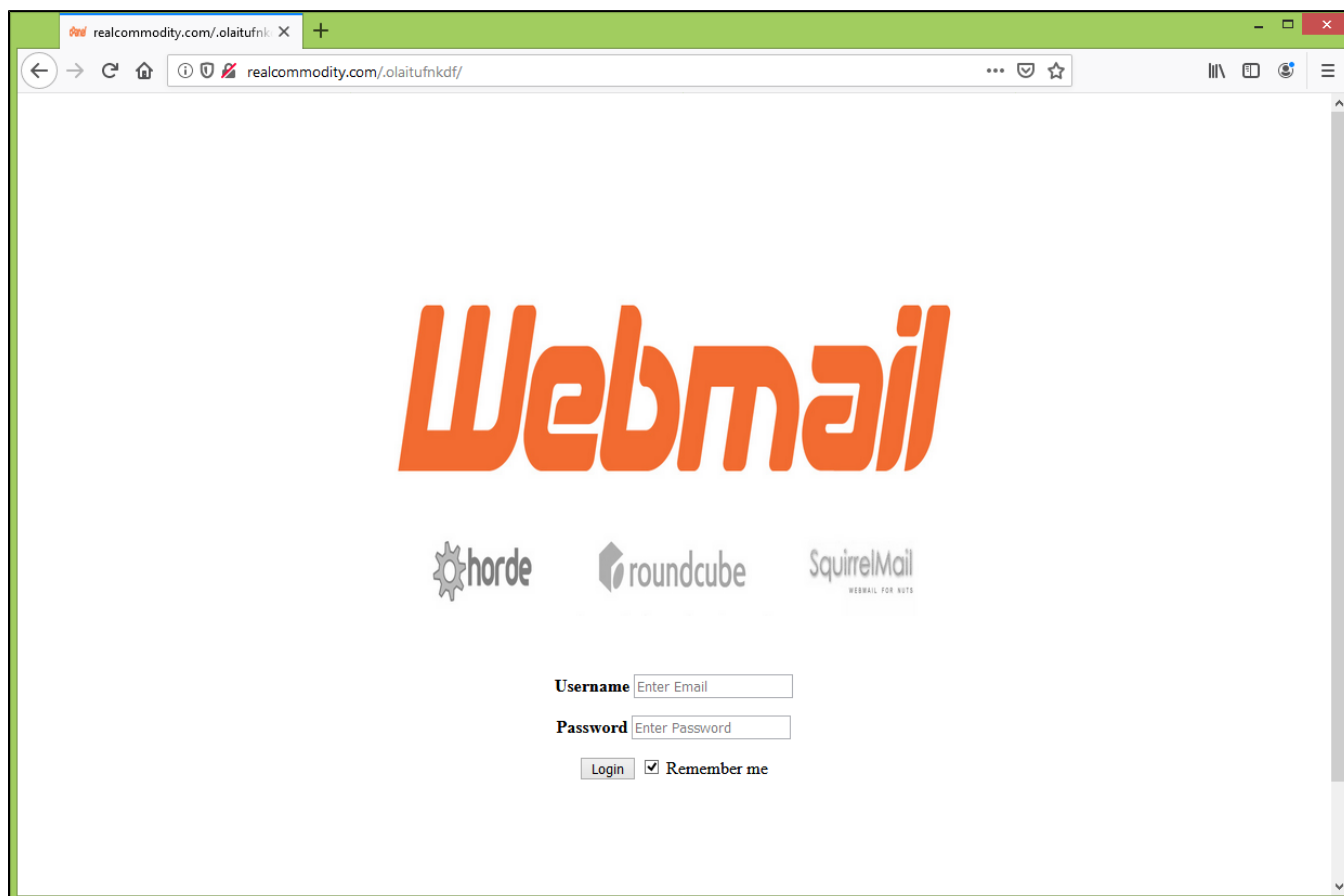 realcommodity.com/.olaitufnk
realcommodity.com/.olaitufnkdf/
Webmail
horde
roundcube
SquirrelMail
WEBMAIL FOR NUTS
Username Enter Email
Password Enter Password
Login Remember me